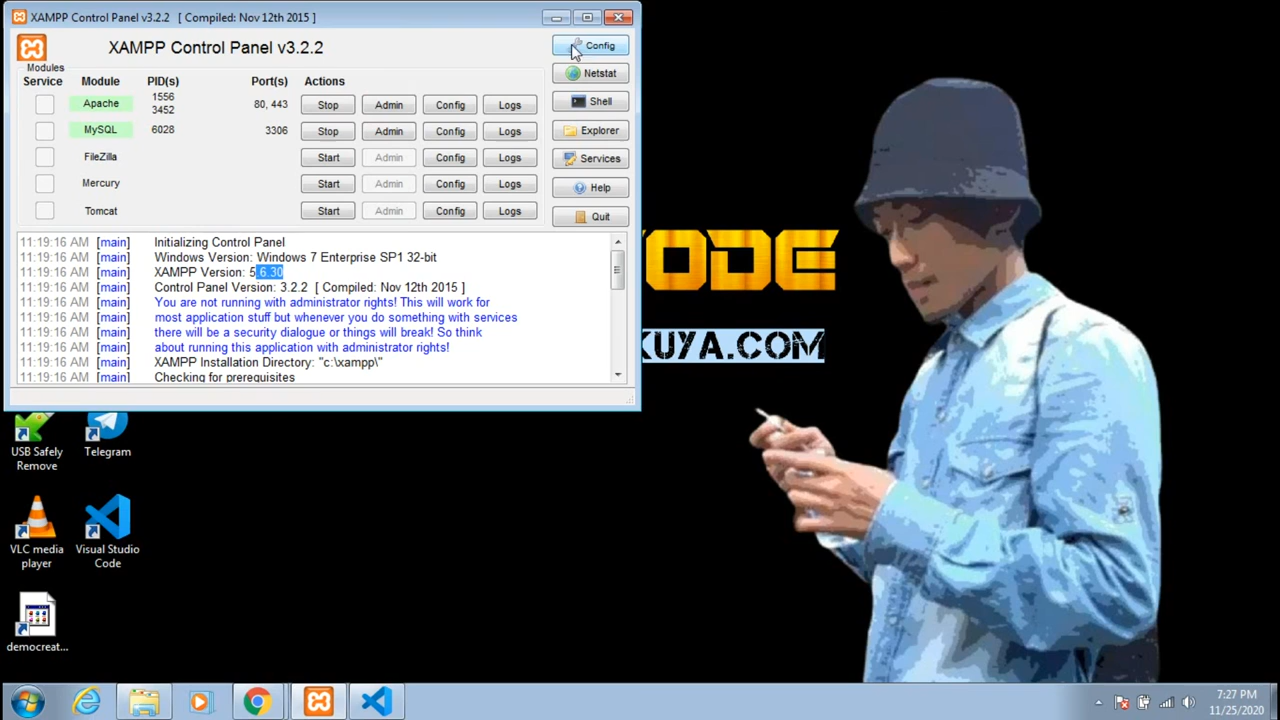 XAMPP Control Panel v3.2.2 [ Compiled: Nov 12th 2015 ]
XAMPP Control Panel v3.2.2
Config
Modules
Service Module PID(s) Port(s) Actions
Netstat
Apache 1556 3452 80, 443 Stop Admin Config Logs
Shell
MySQL 6028 3306 Stop Admin Config Logs
Explorer
FileZilla Start Admin Config Logs
Services
Mercury Start Admin Config Logs
Help
Tomcat Start Admin Config Logs
Quit
11:19:16 AM [main] Initializing Control Panel
11:19:16 AM [main] Windows Version: Windows 7 Enterprise SP1 32-bit
11:19:16 AM [main] XAMPP Version: 5.6.30
11:19:16 AM [main] Control Panel Version: 3.2.2 [ Compiled: Nov 12th 2015 ]
11:19:16 AM [main] You are not running with administrator rights! This will work for
11:19:16 AM [main] most application stuff but whenever you do something with services
11:19:16 AM [main] there will be a security dialogue or things will break! So think
11:19:16 AM [main] about running this application with administrator rights!
11:19:16 AM [main] XAMPP Installation Directory: "c:\xampp\"
11:19:16 AM [main] Checking for prerequisites
ODE
KUYA.COM
USB Safely
Remove
Telegram
VLC media
player
Visual Studio
Code
democreat...
7:27 PM
11/25/2020